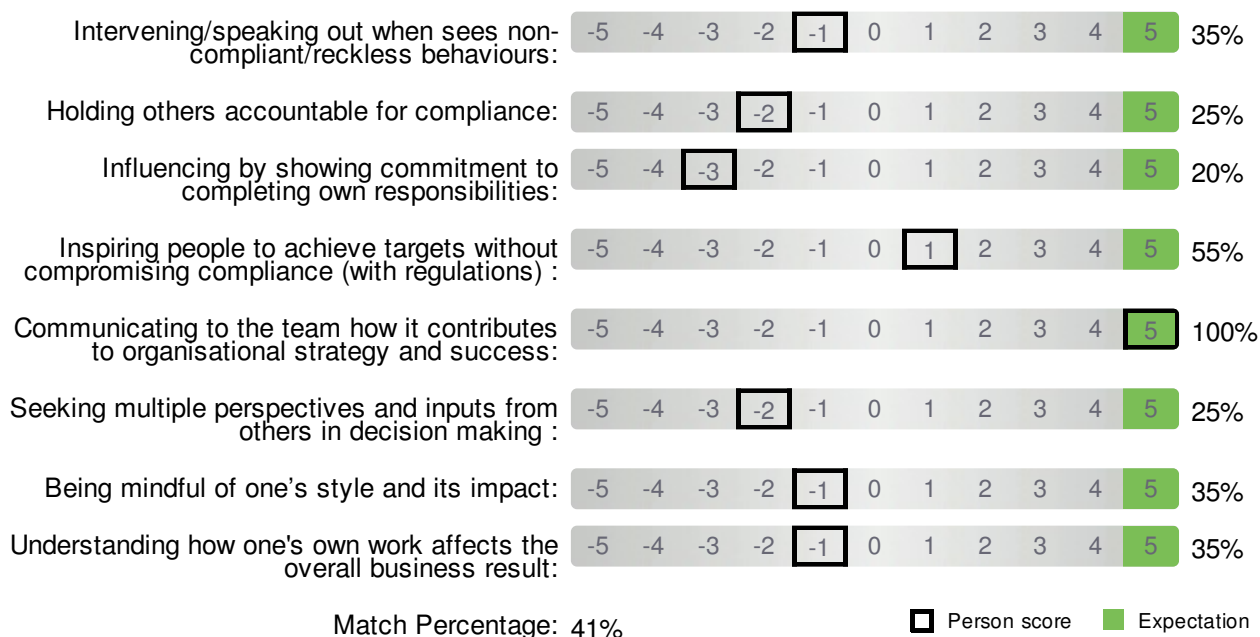 Intervening/speaking out when sees non-
compliant/reckless behaviours:
-5 -4 -3 -2 -1 0 1 2 3 4 5 35%
Holding others accountable for compliance:
-5 -4 -3 -2 -1 0 1 2 3 4 5 25%
Influencing by showing commitment to
completing own responsibilities:
-5 -4 -3 -2 -1 0 1 2 3 4 5 20%
Inspiring people to achieve targets without
compromising compliance (with regulations) :
-5 -4 -3 -2 -1 0 1 2 3 4 5 55%
Communicating to the team how it contributes
to organisational strategy and success:
-5 -4 -3 -2 -1 0 1 2 3 4 5 100%
Seeking multiple perspectives and inputs from
others in decision making :
-5 -4 -3 -2 -1 0 1 2 3 4 5 25%
Being mindful of one’s style and its impact:
-5 -4 -3 -2 -1 0 1 2 3 4 5 35%
Understanding how one's own work affects the
overall business result:
-5 -4 -3 -2 -1 0 1 2 3 4 5 35%
Match Percentage: 41%
Person score Expectation